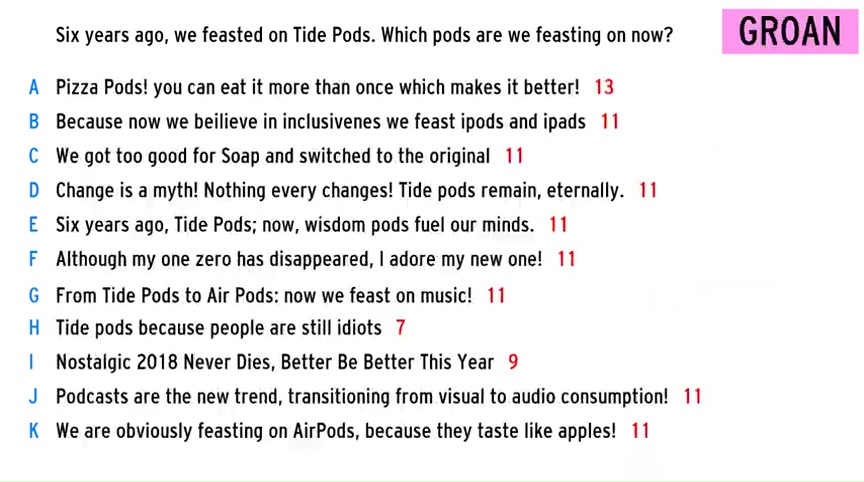 Six years ago, we feasted on Tide Pods. Which pods are we feasting on now?
GROAN
A Pizza Pods! you can eat it more than once which makes it better! 13
B Because now we beilieve in inclusivenes we feast ipods and ipads 11
C We got too good for Soap and switched to the original 11
D Change is a myth! Nothing every changes! Tide pods remain, eternally. 11
E Six years ago, Tide Pods; now, wisdom pods fuel our minds. 11
F Although my one zero has disappeared, I adore my new one! 11
G From Tide Pods to Air Pods: now we feast on music! 11
H Tide pods because people are still idiots 7
I Nostalgic 2018 Never Dies, Better Be Better This Year 9
J Podcasts are the new trend, transitioning from visual to audio consumption! 11
K We are obviously feasting on AirPods, because they taste like apples! 11